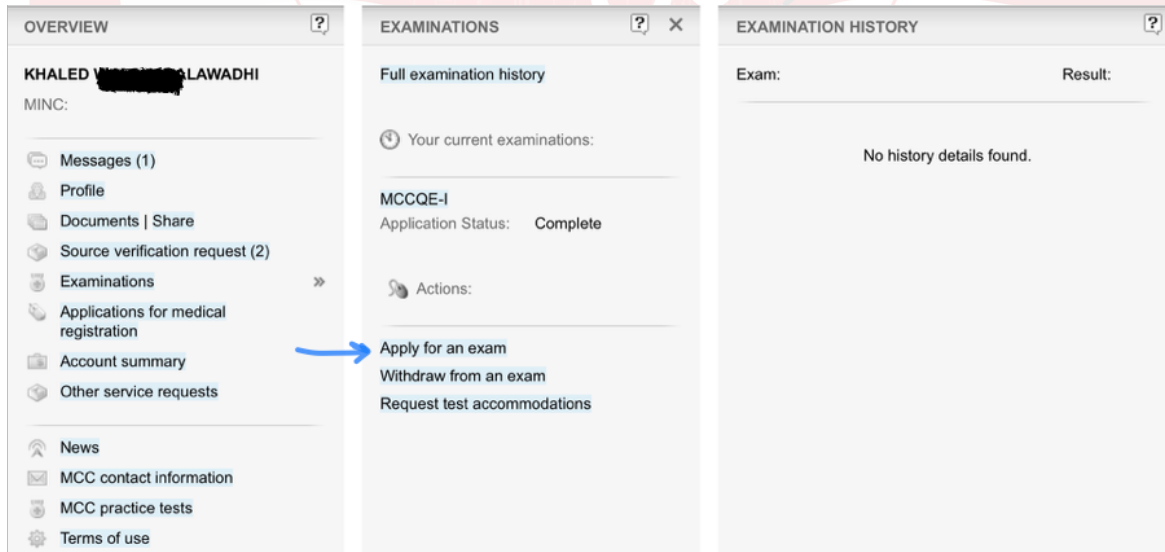 OVERVIEW
KHALED ALAWADHI
MINC:
Messages (1)
Profile
Documents | Share
Source verification request (2)
Examinations »
Applications for medical
registration
Account summary
Other service requests
News
MCC contact information
MCC practice tests
Terms of use
EXAMINATIONS
Full examination history
Your current examinations:
MCCQE-I
Application Status: Complete
Actions:
Apply for an exam
Withdraw from an exam
Request test accommodations
EXAMINATION HISTORY
Exam: Result:
No history details found.